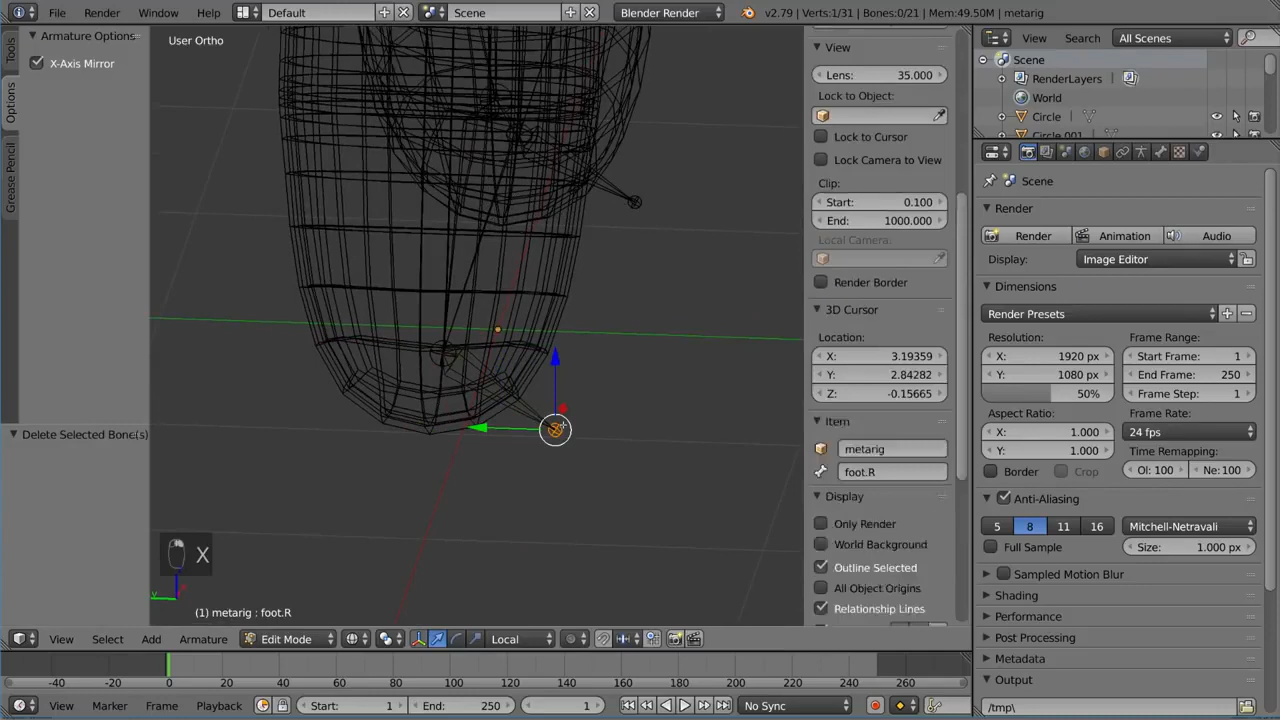 File Render Window Help Default Scene Blender Render v2.79 | Verts:1/31 | Bones:0/21 | Mem:49.50M | metarig
Armature Options
X-Axis Mirror
Tools
Options
Grease Pencil
Delete Selected Bone(s)
User Ortho
X
(1) metarig : foot.R
View
Lens: 35.000
Lock to Object:
Lock to Cursor
Lock Camera to View
Clip:
Start: 0.100
End: 1000.000
Local Camera:
Render Border
3D Cursor
Location:
X: 3.19359
Y: 2.84282
Z: -0.15665
Item
metarig
foot.R
Display
Only Render
World Background
Outline Selected
All Object Origins
Relationship Lines
View Search All Scenes
Scene
RenderLayers
World
Circle
Circle.001
Scene
Render
Render Animation Audio
Display: Image Editor
Dimensions
Render Presets
Resolution: Frame Range:
X: 1920 px Start Frame: 1
Y: 1080 px End Frame: 250
50% Frame Step: 1
Aspect Ratio: Frame Rate:
X: 1.000 24 fps
Y: 1.000 Time Remapping:
Border Crop Ol: 100 Ne: 100
Anti-Aliasing
5 8 11 16 Mitchell-Netravali
Full Sample Size: 1.000 px
Sampled Motion Blur
Shading
Performance
Post Processing
Metadata
Output
/tmp\
View Select Add Armature Edit Mode Local
-40 -20 0 20 40 60 80 100 120 140 160 180 200 220 240 260
View Marker Frame Playback Start: 1 End: 250 1 No Sync